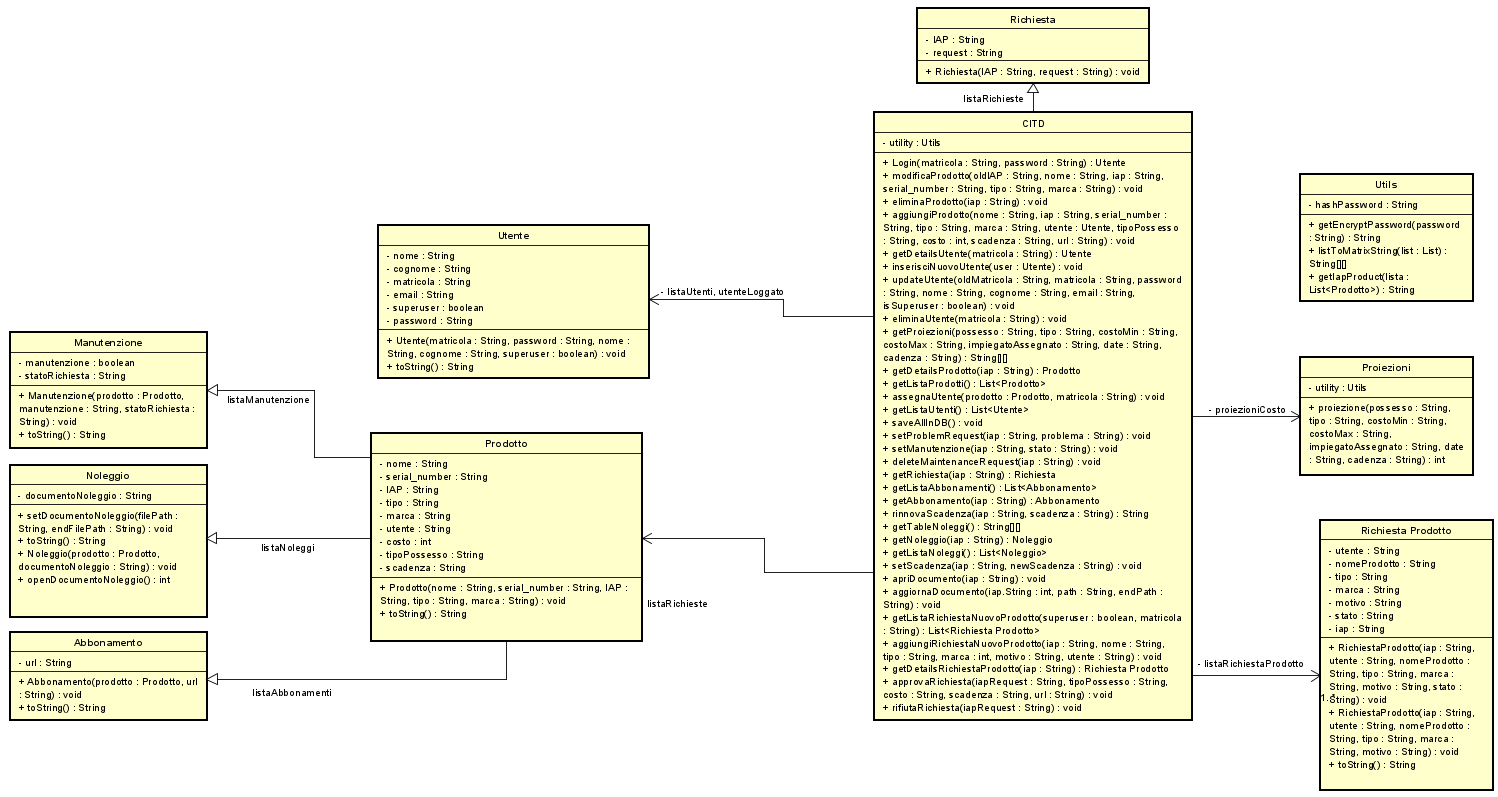 Richiesta
- IAP : String
- request : String
+ Richiesta(IAP : String, request : String) : void
listaRichieste
CITD
- utility : Utils
+ Login(matricola : String, password : String) : Utente
+ modificaProdotto(oldIAP : String, nome : String, iap : String,
serial_number : String, tipo : String, marca : String) : void
+ eliminaProdotto(iap : String) : void
+ aggiungiProdotto(nome : String, iap : String, serial_number :
String, tipo : String, marca : String, utente : Utente, tipoPossesso
: String, costo : int, scadenza : String, url : String) : void
+ getDetailsUtente(matricola : String) : Utente
+ inserisciNuovoUtente(user : Utente) : void
+ updateUtente(oldMatricola : String, matricola : String, password
: String, nome : String, cognome : String, email : String,
isSuperuser : boolean) : void
+ eliminaUtente(matricola : String) : void
+ getProiezioni(possesso : String, tipo : String, costoMin : String,
costoMax : String, impiegatoAssegnato : String, date : String,
cadenza : String) : String[][]
+ getDetailsProdotto(iap : String) : Prodotto
+ getListaProdotti() : List<Prodotto>
+ assegnaUtente(prodotto : Prodotto, matricola : String) : void
+ getListaUtenti() : List<Utente>
+ saveAllInDB() : void
+ setProblemRequest(iap : String, problema : String) : void
+ setManutenzione(iap : String, stato : String) : void
+ deleteMaintenanceRequest(iap : String) : void
+ getRichiesta(iap : String) : Richiesta
+ getListaAbbonamenti() : List<Abbonamento>
+ getAbbonamento(iap : String) : Abbonamento
+ rinnovaScadenza(iap : String, scadenza : String) : String
+ getTableNoleggi() : String[][]
+ getNoleggio(iap : String) : Noleggio
+ getListaNoleggi() : List<Noleggio>
+ setScadenza(iap : String, newScadenza : String) : void
+ apriDocumento(iap : String) : void
+ aggiornaDocumento(iap.String : int, path : String, endPath :
String) : void
+ getListaRichiestaNuovoProdotto(superuser : boolean, matricola
: String) : List<Richiesta Prodotto>
+ aggiungiRichiestaNuovoProdotto(iap : String, nome : String,
tipo : String, marca : int, motivo : String, utente : String) : void
+ getDetailsRichiestaProdotto(iap : String) : Richiesta Prodotto
+ approvaRichiesta(iapRequest : String, tipoPossesso : String,
costo : String, scadenza : String, url : String) : void
+ rifiutaRichiesta(iapRequest : String) : void
Utils
- hashPassword : String
+ getEncryptPassword(password
: String) : String
+ listToMatrixString(list : List) :
String[][]
+ getIapProduct(lista :
List<Prodotto>) : String
Utente
- nome : String
- cognome : String
- matricola : String
- email : String
- superuser : boolean
- password : String
+ Utente(matricola : String, password : String, nome :
String, cognome : String, superuser : boolean) : void
+ toString() : String
- listaUtenti, utenteLoggato
Manutenzione
- manutenzione : boolean
- statoRichiesta : String
+ Manutenzione(prodotto : Prodotto,
manutenzione : String, statoRichiesta :
String) : void
+ toString() : String
listaManutenzione
Proiezioni
- utility : Utils
+ proiezione(possesso : String,
tipo : String, costoMin : String,
costoMax : String,
impiegatoAssegnato : String, date
: String, cadenza : String) : int
- proiezioniCosto
Prodotto
- nome : String
- serial_number : String
- IAP : String
- tipo : String
- marca : String
- utente : String
- costo : int
- tipoPossesso : String
- scadenza : String
+ Prodotto(nome : String, serial_number : String, IAP :
String, tipo : String, marca : String) : void
+ toString() : String
listaRichieste
Noleggio
- documentoNoleggio : String
+ setDocumentoNoleggio(filePath :
String, endFilePath : String) : void
+ toString() : String
+ Noleggio(prodotto : Prodotto,
documentoNoleggio : String) : void
+ openDocumentoNoleggio() : int
listaNoleggi
Abbonamento
- url : String
+ Abbonamento(prodotto : Prodotto, url
: String) : void
+ toString() : String
listaAbbonamenti
Richiesta Prodotto
- utente : String
- nomeProdotto : String
- tipo : String
- marca : String
- motivo : String
- stato : String
- iap : String
+ RichiestaProdotto(iap : String,
utente : String, nomeProdotto :
String, tipo : String, marca :
String, motivo : String, stato :
String) : void
+ RichiestaProdotto(iap : String,
utente : String, nomeProdotto :
String, tipo : String, marca :
String, motivo : String) : void
+ toString() : String
- listaRichiestaProdotto